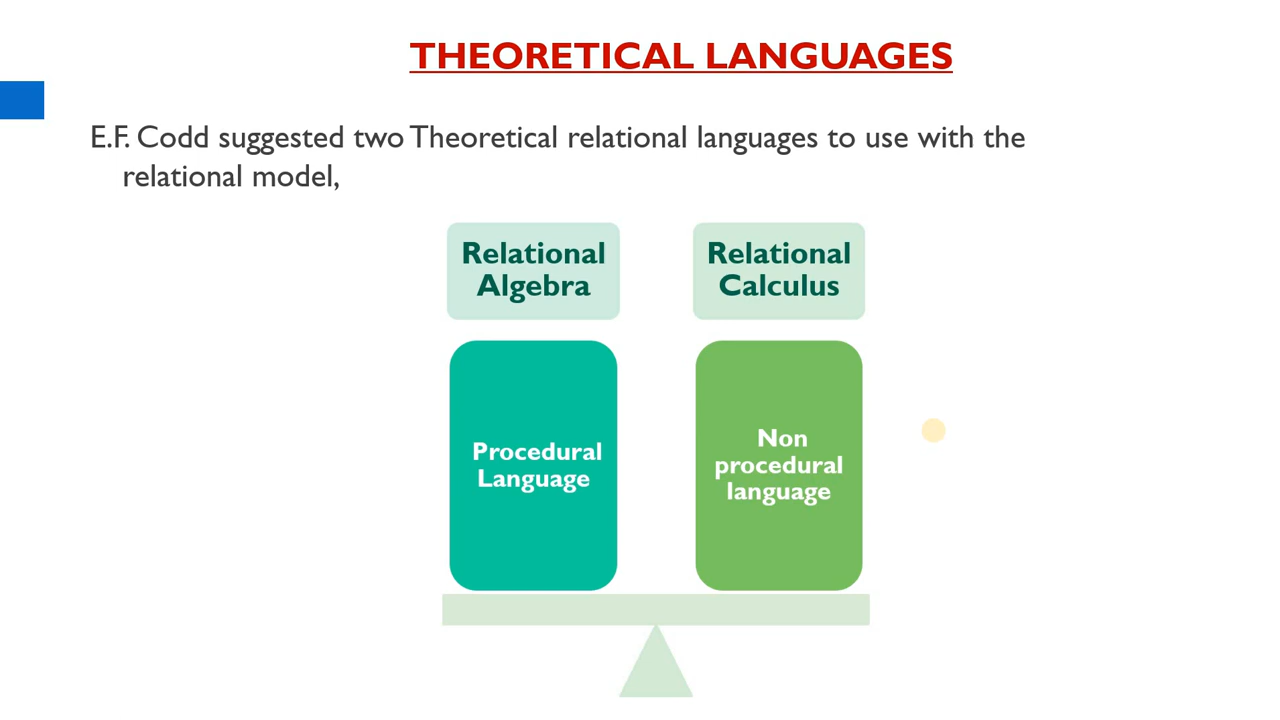 THEORETICAL LANGUAGES
E.F. Codd suggested two Theoretical relational languages to use with the
relational model,
Relational
Algebra
Relational
Calculus
Procedural
Language
Non
procedural
language